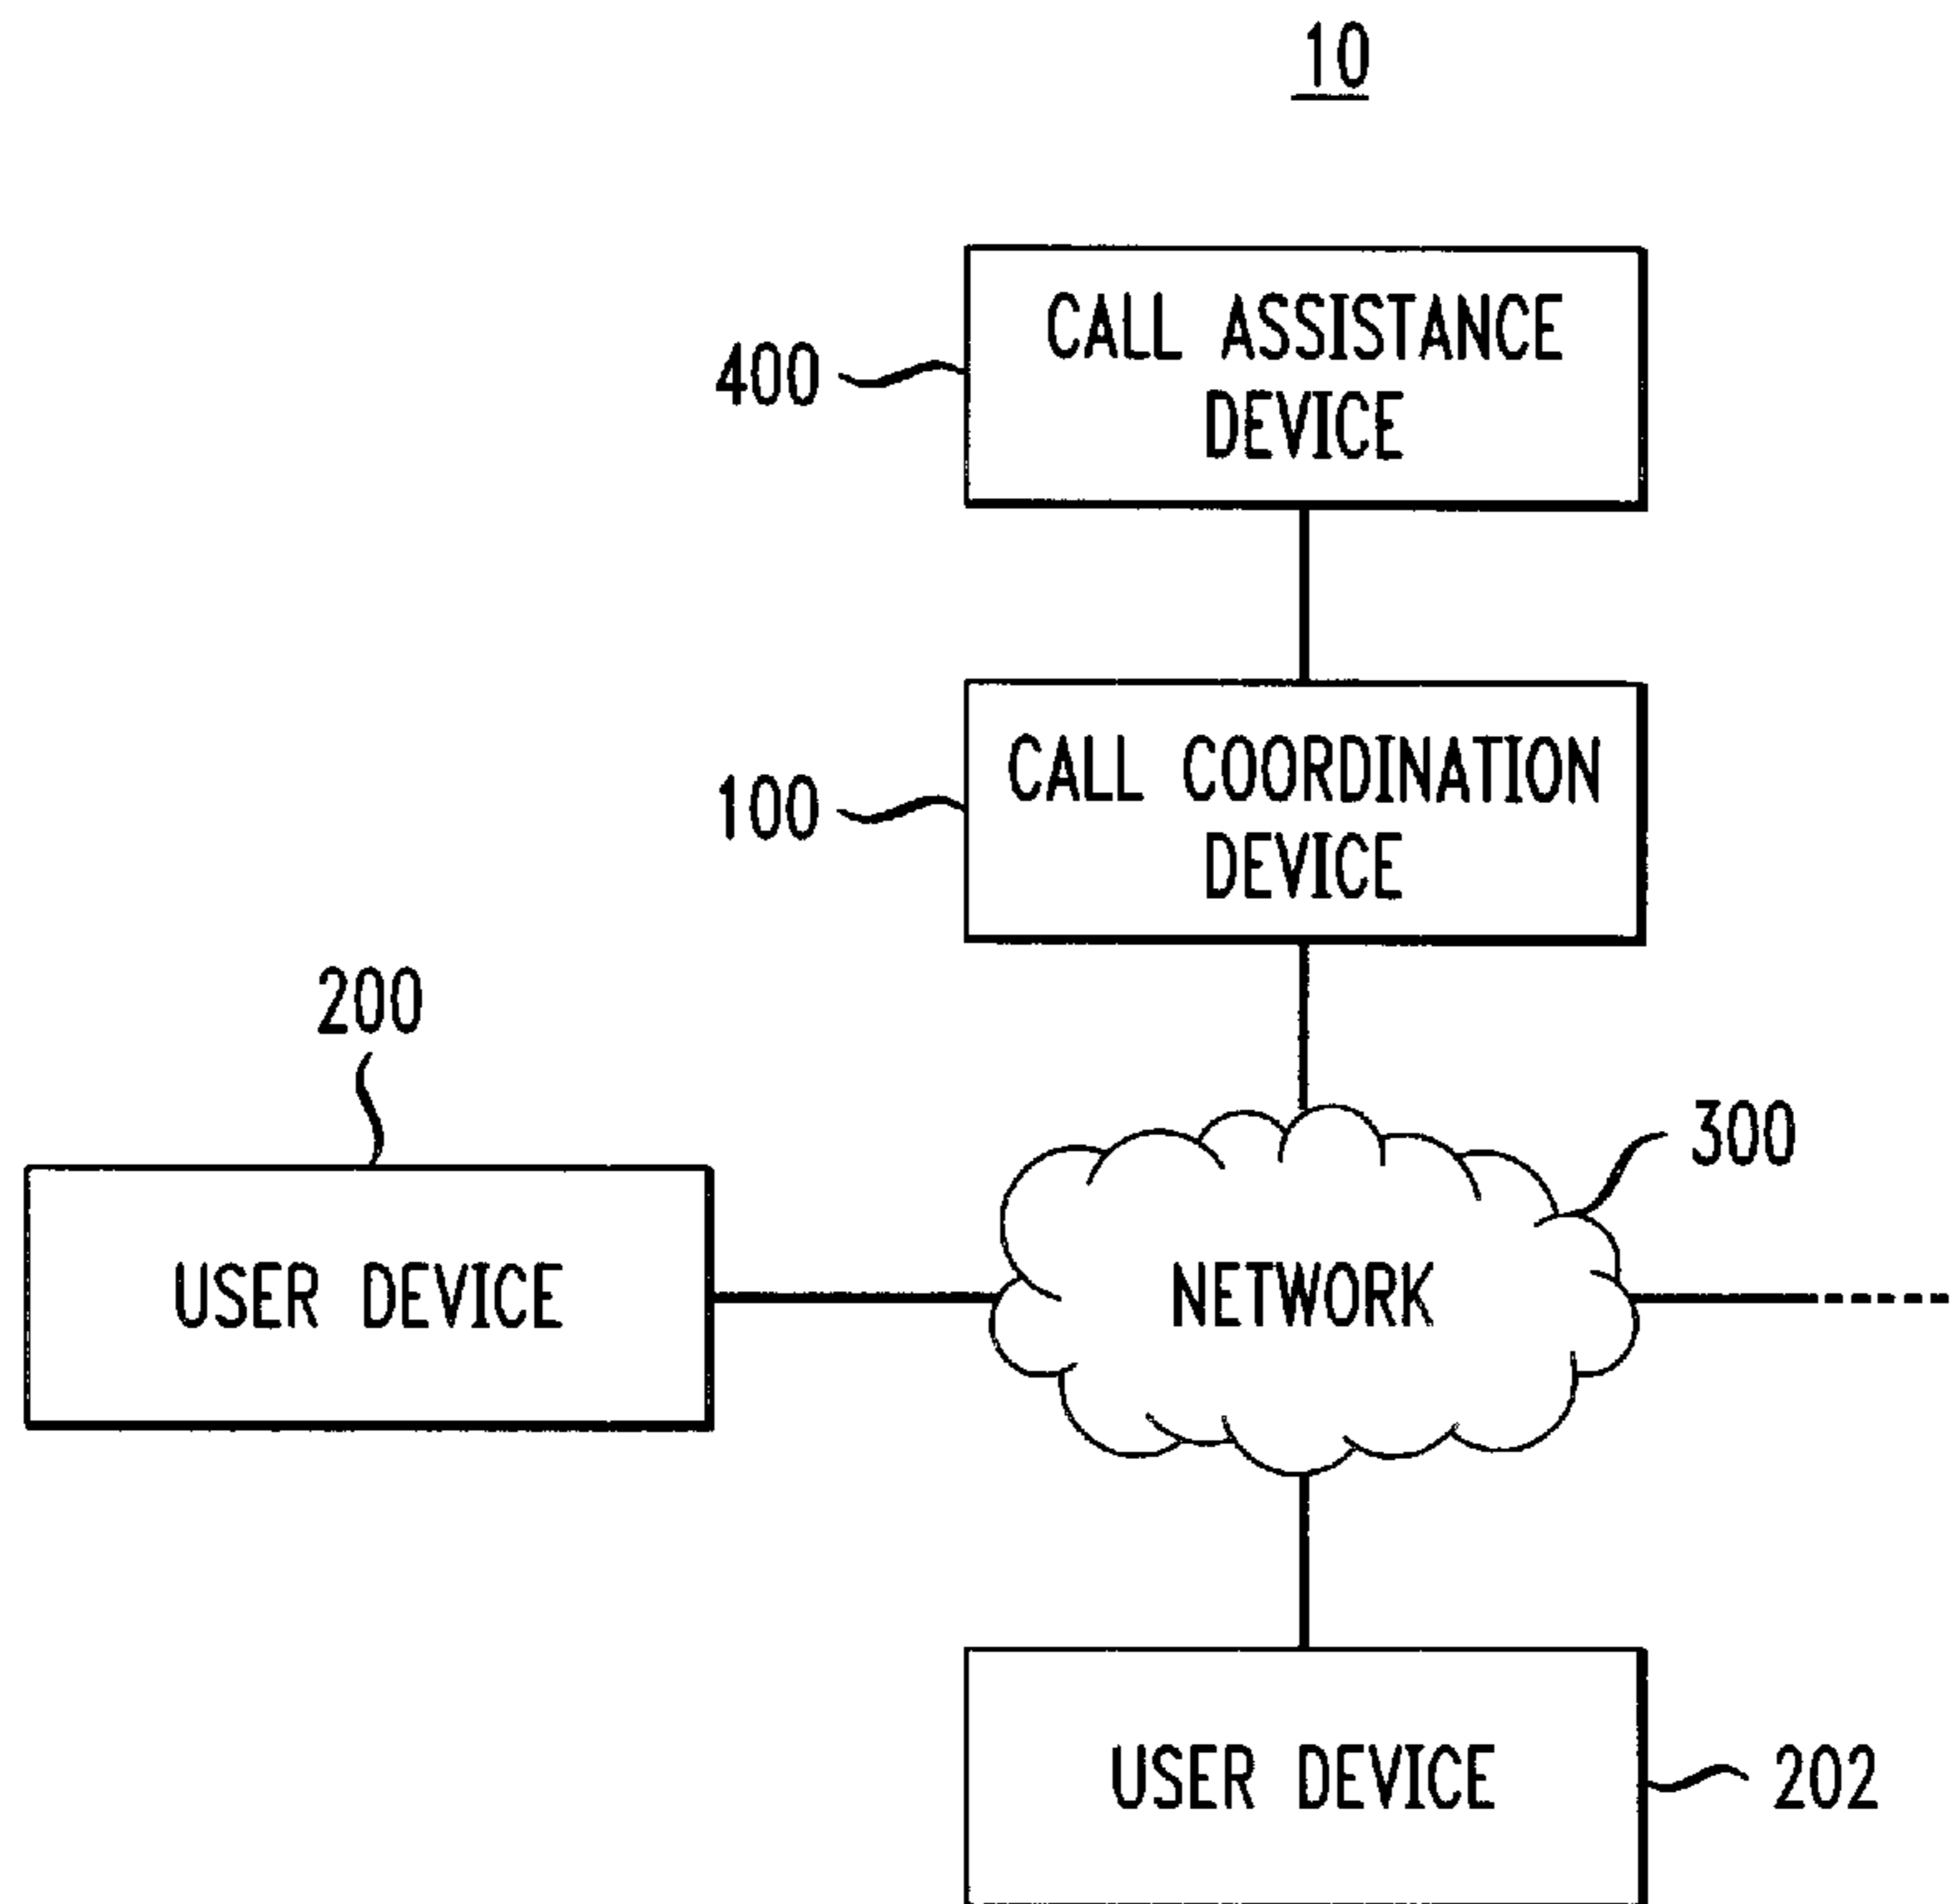 10
CALL ASSISTANCE
DEVICE
400
CALL COORDINATION
DEVICE
100
200
300
USER DEVICE
NETWORK
USER DEVICE
202